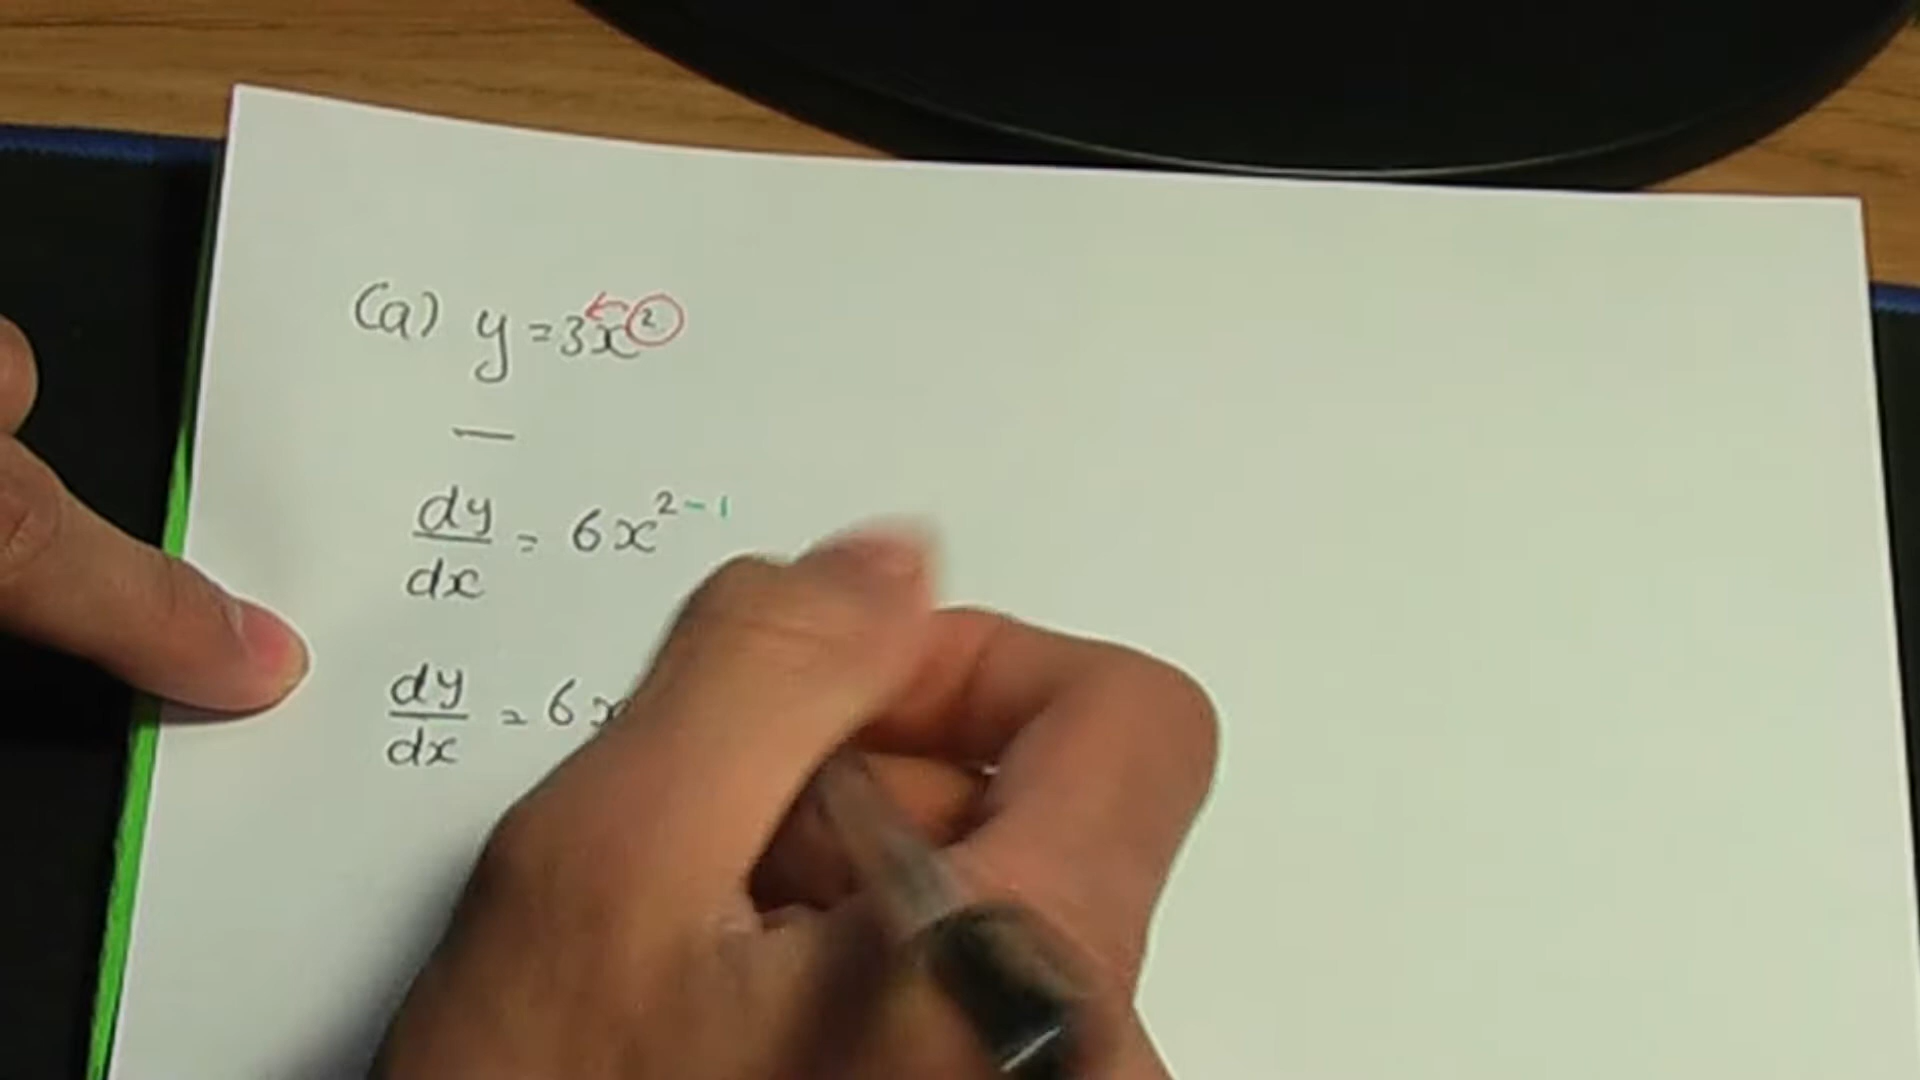 (a) y = 3x²
dy/dx = 6x²⁻¹
dy/dx = 6x